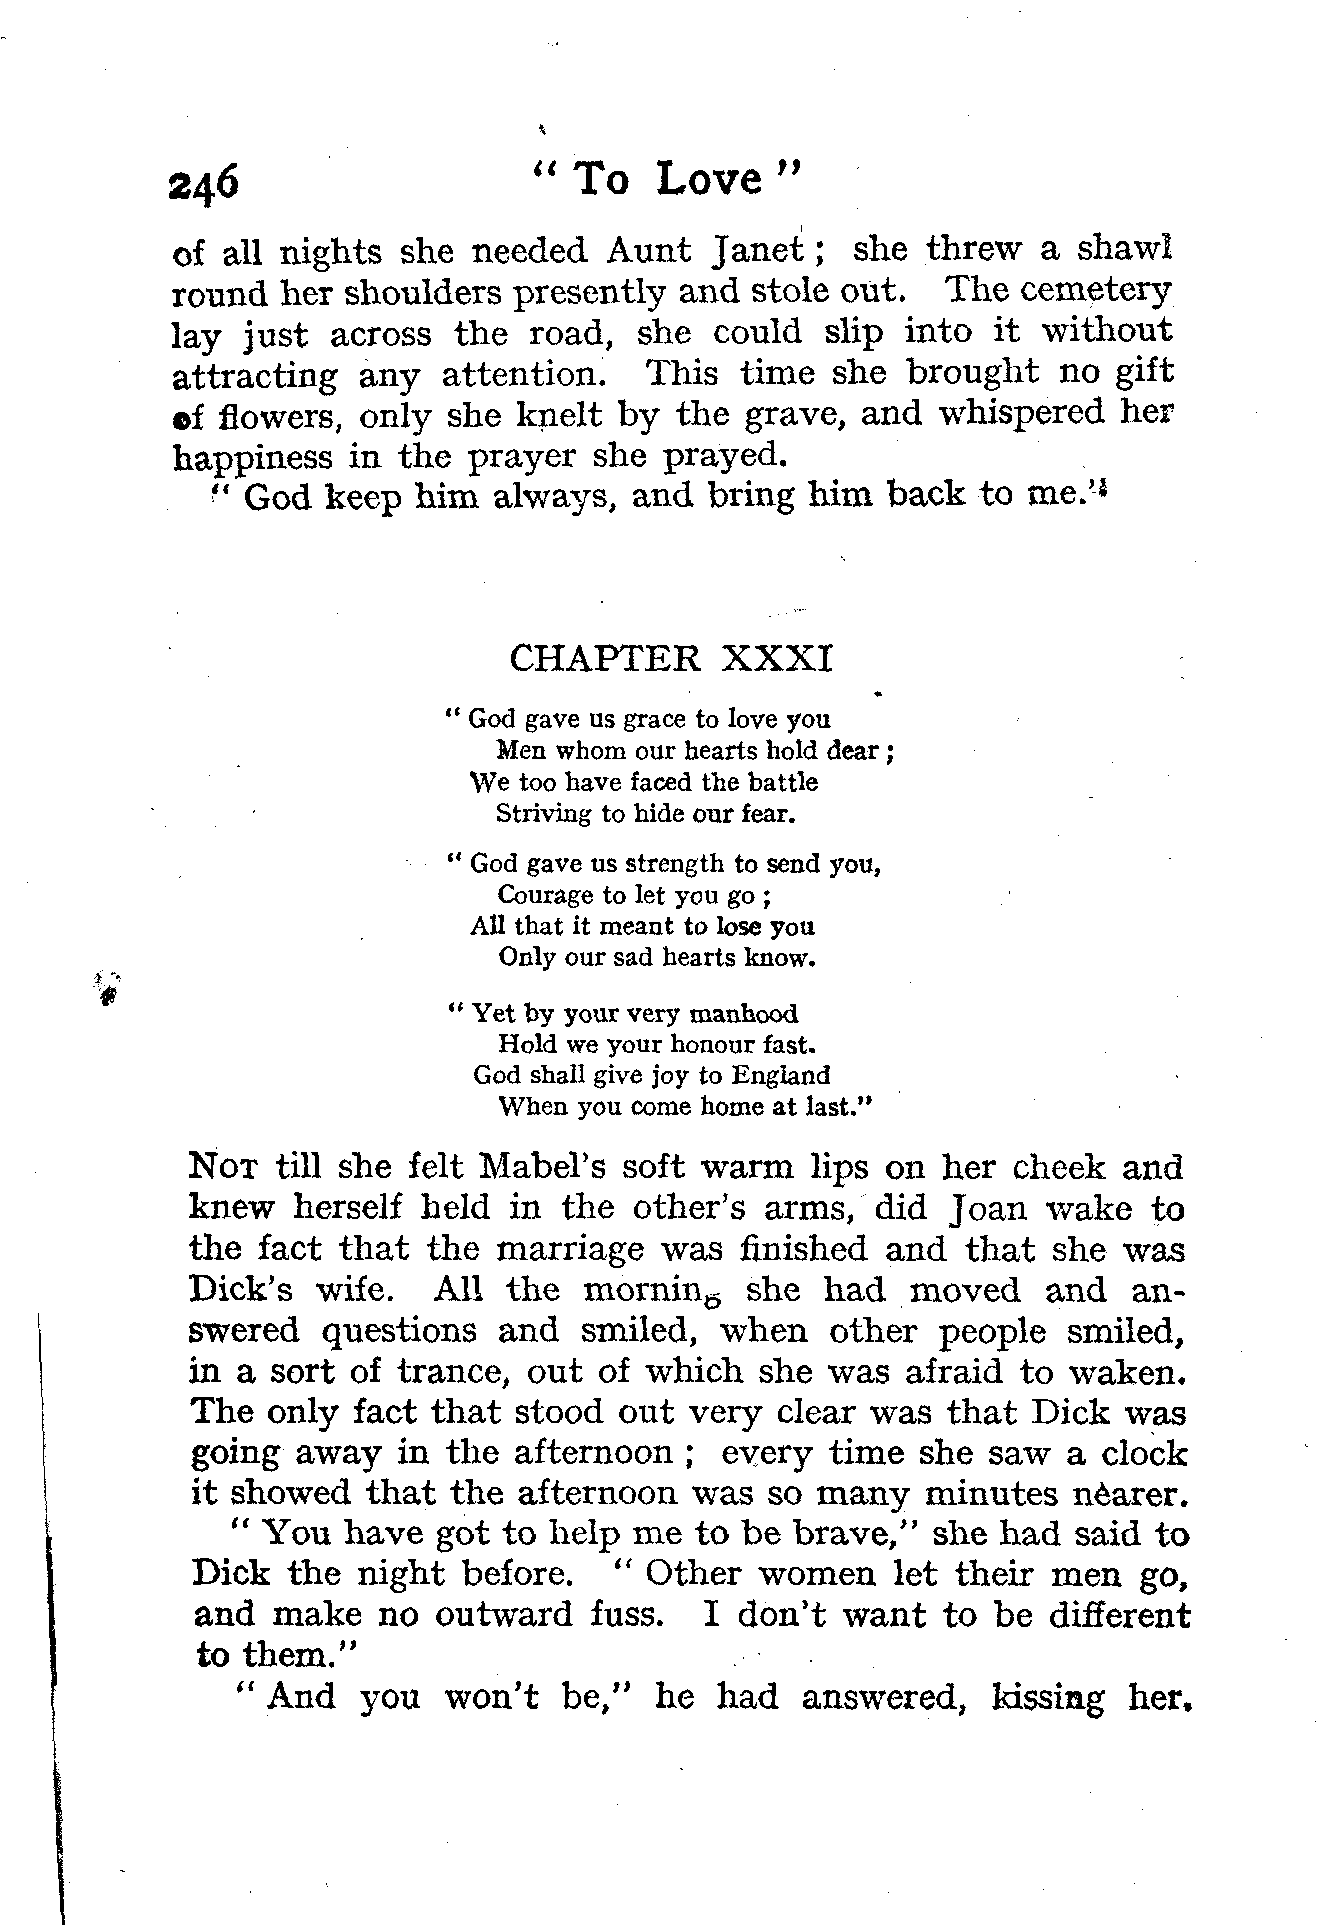 246 " To Love "
of all nights she needed Aunt Janet ; she threw a shawl
round her shoulders presently and stole out. The cemetery
lay just across the road, she could slip into it without
attracting any attention. This time she brought no gift
of flowers, only she knelt by the grave, and whispered her
happiness in the prayer she prayed.
" God keep him always, and bring him back to me."
CHAPTER XXXI
" God gave us grace to love you
Men whom our hearts hold dear ;
We too have faced the battle
Striving to hide our fear.
" God gave us strength to send you,
Courage to let you go ;
All that it meant to lose you
Only our sad hearts know.
" Yet by your very manhood
Hold we your honour fast.
God shall give joy to England
When you come home at last."
NOT till she felt Mabel's soft warm lips on her cheek and
knew herself held in the other's arms, did Joan wake to
the fact that the marriage was finished and that she was
Dick's wife. All the morning she had moved and an-
swered questions and smiled, when other people smiled,
in a sort of trance, out of which she was afraid to waken.
The only fact that stood out very clear was that Dick was
going away in the afternoon ; every time she saw a clock
it showed that the afternoon was so many minutes nearer.
" You have got to help me to be brave," she had said to
Dick the night before. " Other women let their men go,
and make no outward fuss. I don't want to be different
to them."
" And you won't be," he had answered, kissing her.